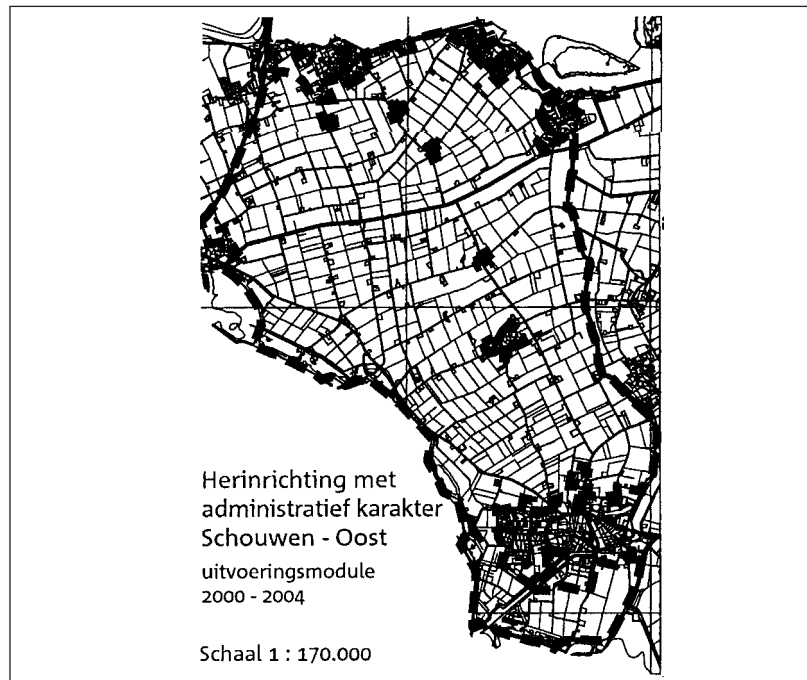 Herinrichting met
administratief karakter
Schouwen - Oost
uitvoeringsmodule
2000 - 2004
Schaal 1 : 170.000